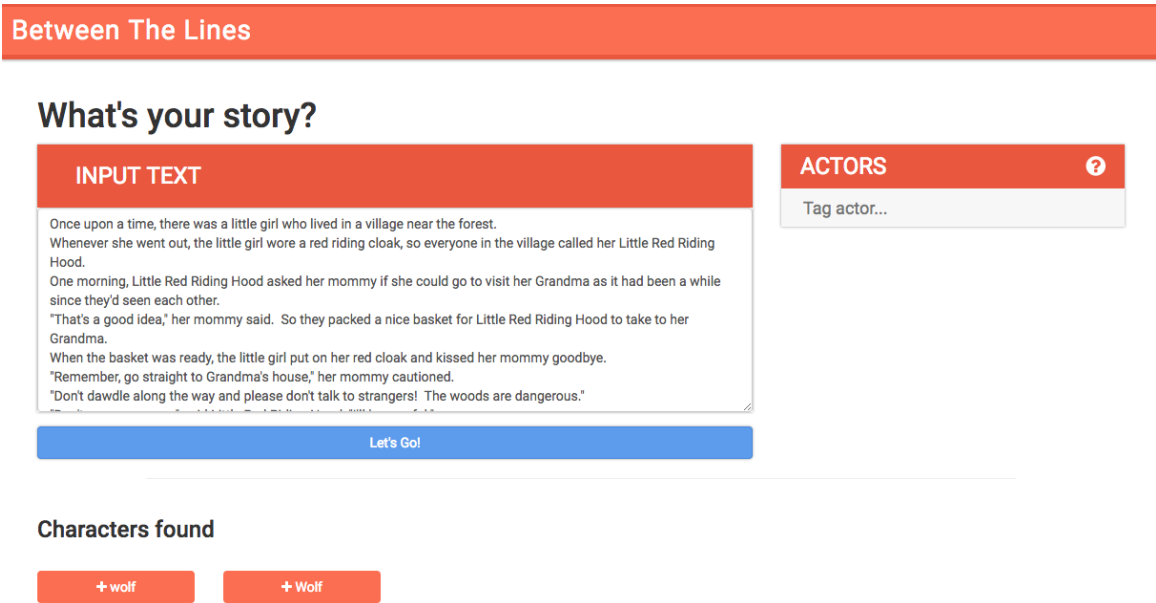 Between The Lines
What's your story?
INPUT TEXT
Once upon a time, there was a little girl who lived in a village near the forest.
Whenever she went out, the little girl wore a red riding cloak, so everyone in the village called her Little Red Riding
Hood.
One morning, Little Red Riding Hood asked her mommy if she could go to visit her Grandma as it had been a while
since they'd seen each other.
"That's a good idea," her mommy said.  So they packed a nice basket for Little Red Riding Hood to take to her
Grandma.
When the basket was ready, the little girl put on her red cloak and kissed her mommy goodbye.
"Remember, go straight to Grandma's house," her mommy cautioned.
"Don't dawdle along the way and please don't talk to strangers!  The woods are dangerous."
Let's Go!
ACTORS ?
Tag actor...
Characters found
+ wolf
+ Wolf